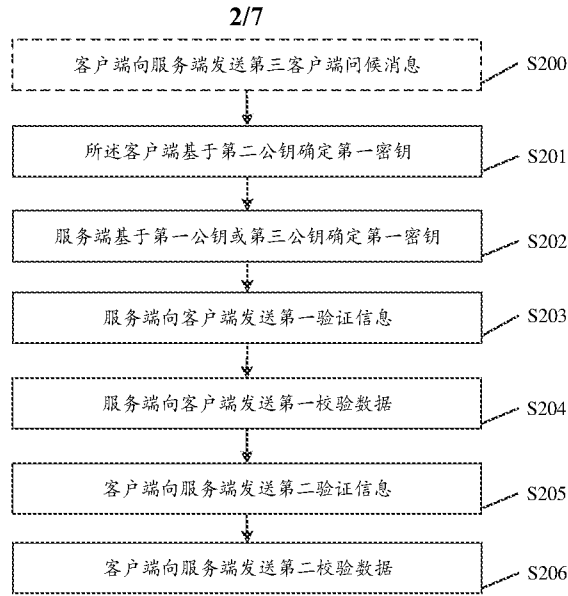 2/7
客户端向服务端发送第三客户端问候消息
S200
所述客户端基于第二公钥确定第一密钥
S201
服务端基于第一公钥或第三公钥确定第一密钥
S202
服务端向客户端发送第一验证信息
S203
服务端向客户端发送第一校验数据
S204
客户端向服务端发送第二验证信息
S205
客户端向服务端发送第二校验数据
S206